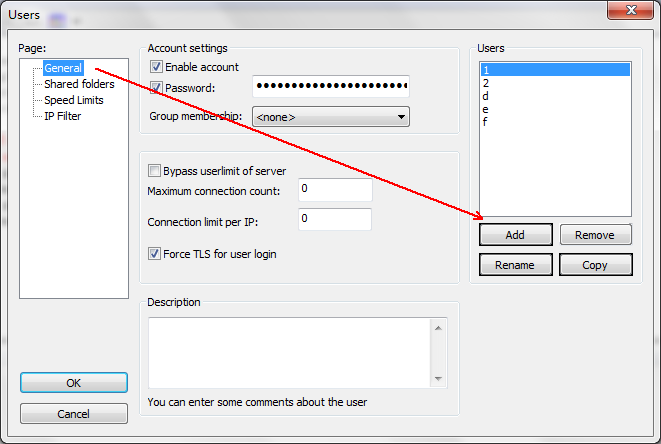 Users
Page:
General
Shared folders
Speed Limits
IP Filter
Account settings
Enable account
Password:
Group membership:
<none>
Bypass userlimit of server
Maximum connection count:
0
Connection limit per IP:
0
Force TLS for user login
Description
You can enter some comments about the user
Users
1
2
d
e
f
Add
Remove
Rename
Copy
OK
Cancel